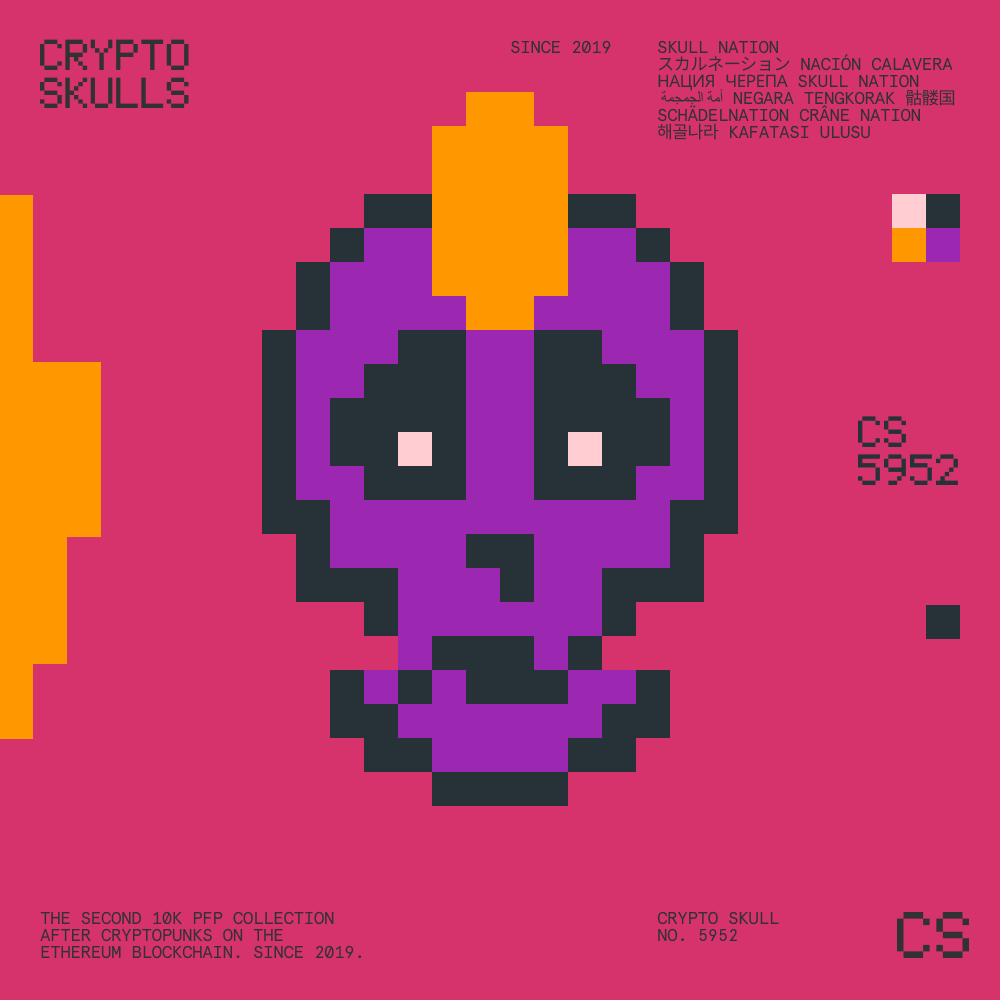 CRYPTO
SKULLS
SINCE 2019
SKULL NATION
スカルネーション NACIÓN CALAVERA
НАЦИЯ ЧЕРЕПА SKULL NATION
أمة الجمجمة NEGARA TENGKORAK 骷髅国
SCHÄDELNATION CRÂNE NATION
해골나라 KAFATASI ULUSU
CS
5952
THE SECOND 10K PFP COLLECTION
AFTER CRYPTOPUNKS ON THE
ETHEREUM BLOCKCHAIN. SINCE 2019.
CRYPTO SKULL
NO. 5952
CS